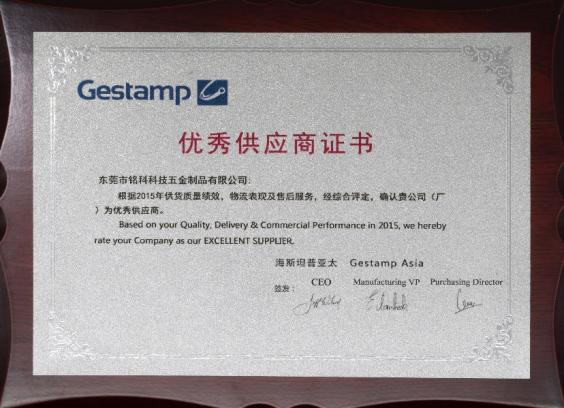 Gestamp
优秀供应商证书
东莞市铭科科技五金制品有限公司:
根据2015年供货质量绩效，物流表现及售后服务，经综合评定，确认费公司（厂
）为优秀供应商。
Based on your Quality, Delivery & Commercial Performance in 2015, we hereby
rate your Company as our EXCELLENT SUPPLIER.
海斯坦普亚太 Gestamp Asia
签发: CEO Manufacturing VP Purchasing Director